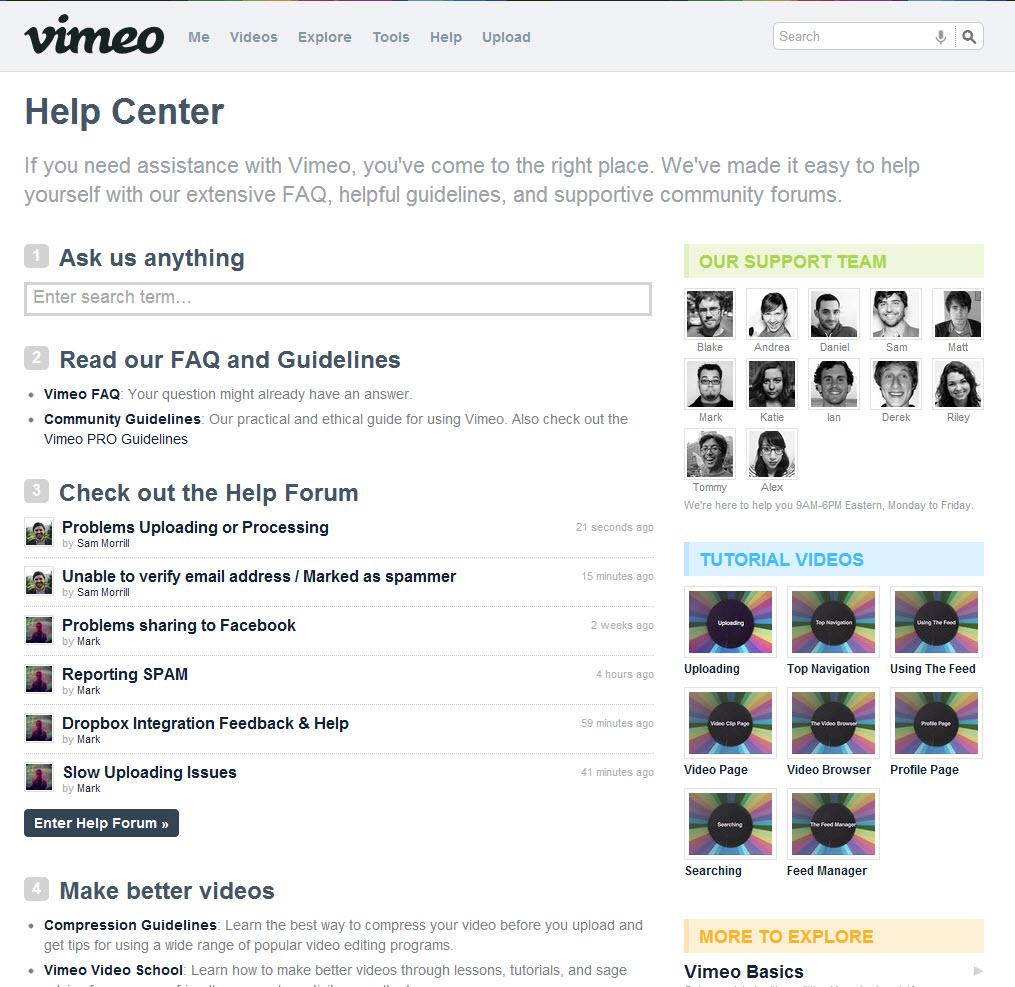 vimeo
Me Videos Explore Tools Help Upload
Search
Help Center
If you need assistance with Vimeo, you've come to the right place. We've made it easy to help
yourself with our extensive FAQ, helpful guidelines, and supportive community forums.
1 Ask us anything
Enter search term…
2 Read our FAQ and Guidelines
• Vimeo FAQ: Your question might already have an answer.
• Community Guidelines: Our practical and ethical guide for using Vimeo. Also check out the
Vimeo PRO Guidelines
3 Check out the Help Forum
Problems Uploading or Processing 21 seconds ago
by Sam Morrill
Unable to verify email address / Marked as spammer 15 minutes ago
by Sam Morrill
Problems sharing to Facebook 2 weeks ago
by Mark
Reporting SPAM 4 hours ago
by Mark
Dropbox Integration Feedback & Help 59 minutes ago
by Mark
Slow Uploading Issues 41 minutes ago
by Mark
Enter Help Forum »
4 Make better videos
• Compression Guidelines: Learn the best way to compress your video before you upload and
get tips for using a wide range of popular video editing programs.
• Vimeo Video School: Learn how to make better videos through lessons, tutorials, and sage
OUR SUPPORT TEAM
Blake Andrea Daniel Sam Matt
Mark Katie Ian Derek Riley
Tommy Alex
We're here to help you 9AM-6PM Eastern, Monday to Friday.
TUTORIAL VIDEOS
Uploading Top Navigation Using The Feed
Uploading Top Navigation Using The Feed
Video Clip Page The Video Browser Profile Page
Video Page Video Browser Profile Page
Searching The Feed Manager
Searching Feed Manager
MORE TO EXPLORE
Vimeo Basics